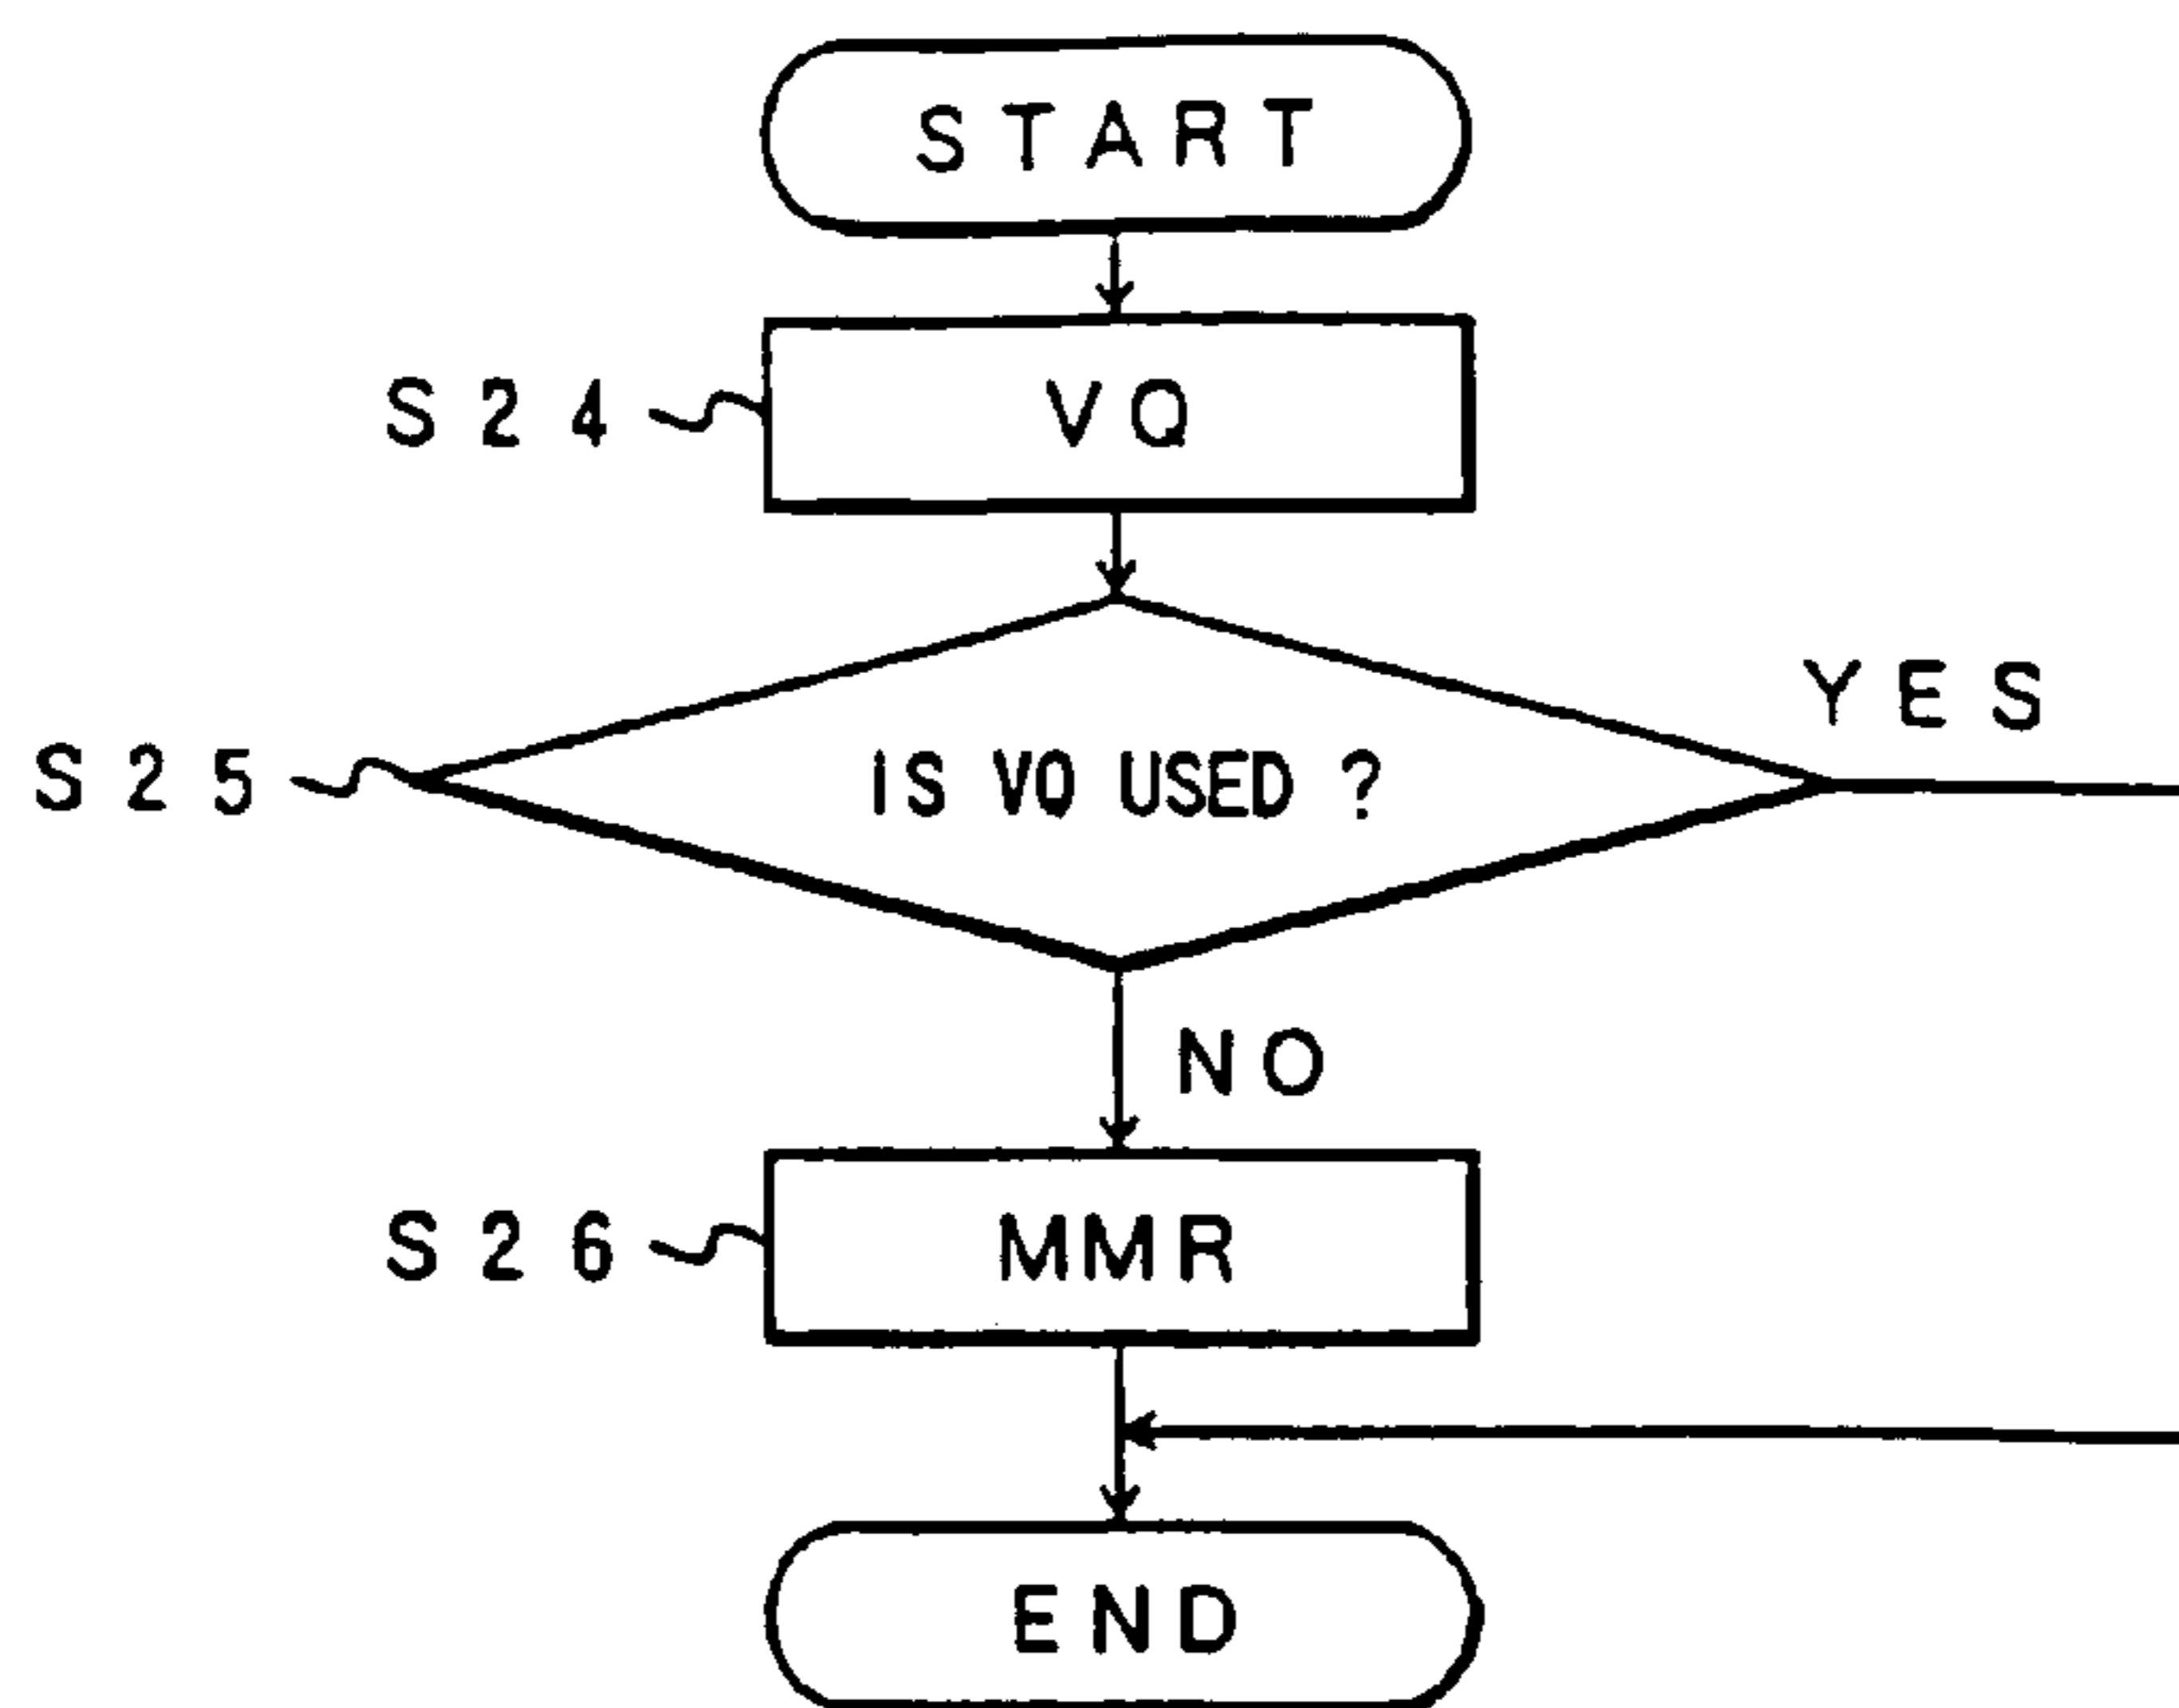 START
S24
VQ
YES
S25
IS VQ USED ?
NO
S26
MMR
END